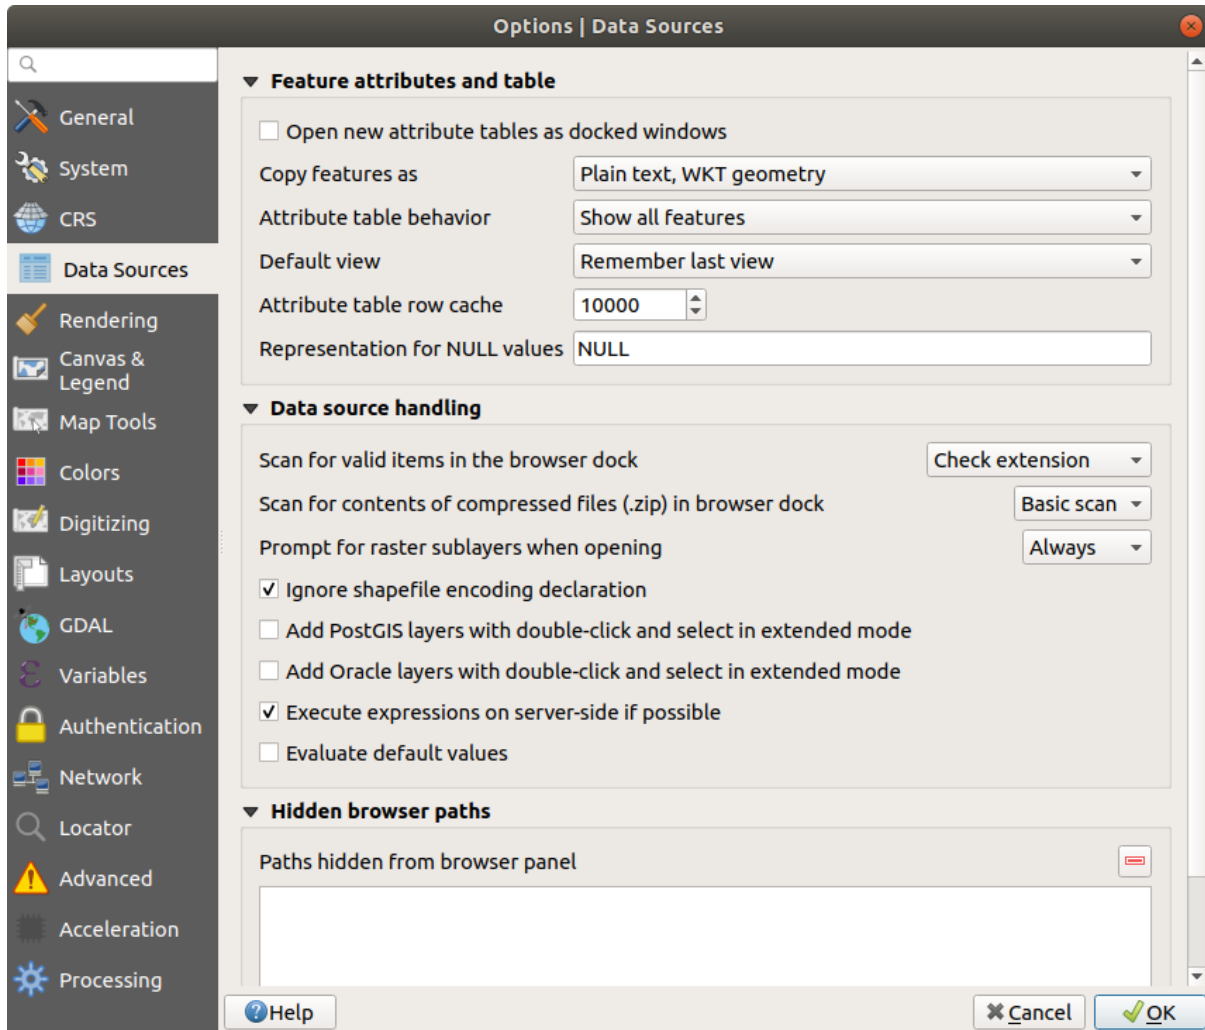 Options | Data Sources
General
System
CRS
Data Sources
Rendering
Canvas &
Legend
Map Tools
Colors
Digitizing
Layouts
GDAL
Variables
Authentication
Network
Locator
Advanced
Acceleration
Processing
Feature attributes and table
Open new attribute tables as docked windows
Copy features as Plain text, WKT geometry
Attribute table behavior Show all features
Default view Remember last view
Attribute table row cache 10000
Representation for NULL values NULL
Data source handling
Scan for valid items in the browser dock Check extension
Scan for contents of compressed files (.zip) in browser dock Basic scan
Prompt for raster sublayers when opening Always
Ignore shapefile encoding declaration
Add PostGIS layers with double-click and select in extended mode
Add Oracle layers with double-click and select in extended mode
Execute expressions on server-side if possible
Evaluate default values
Hidden browser paths
Paths hidden from browser panel
Help Cancel OK